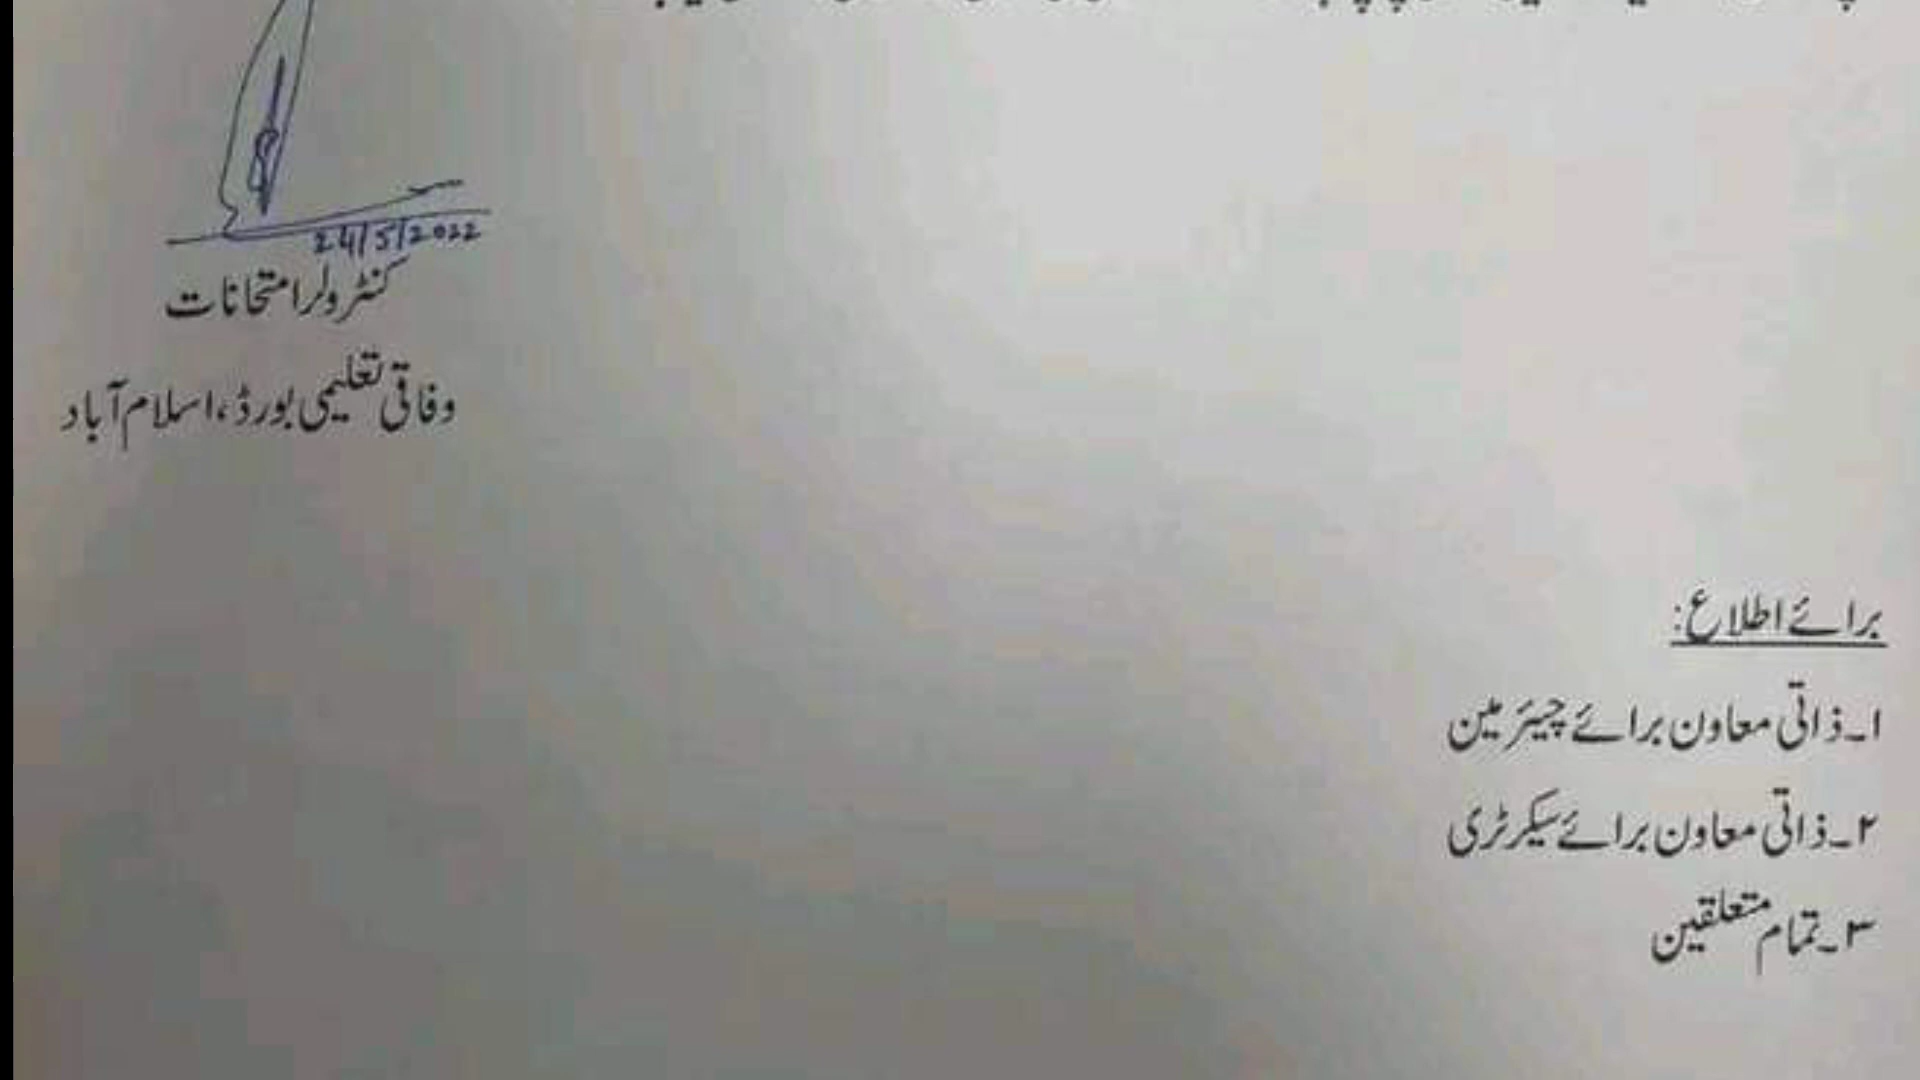 24/5/2022
کنٹرولر امتحانات
وفاقی تعلیمی بورڈ، اسلام آباد
برائے اطلاع:
۱۔ ذاتی معاون برائے چیئرمین
۲۔ ذاتی معاون برائے سیکرٹری
۳۔ تمام متعلقین